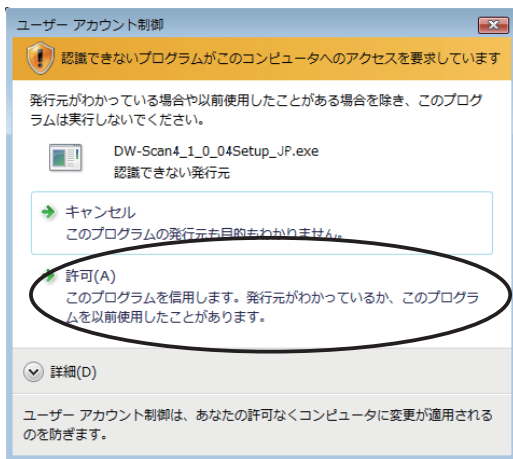 ユーザー アカウント制御
認識できないプログラムがこのコンピュータへのアクセスを要求しています
発行元がわかっている場合や以前使用したことがある場合を除き、このプログ
ラムは実行しないでください。
DW-Scan4_1_0_04Setup_JP.exe
認識できない発行元
キャンセル
このプログラムの発行元も目的もわかりません。
許可(A)
このプログラムを信用します。発行元がわかっているか、このプログラ
ムを以前使用したことがあります。
詳細(D)
ユーザー アカウント制御は、あなたの許可なくコンピュータに変更が適用される
のを防ぎます。